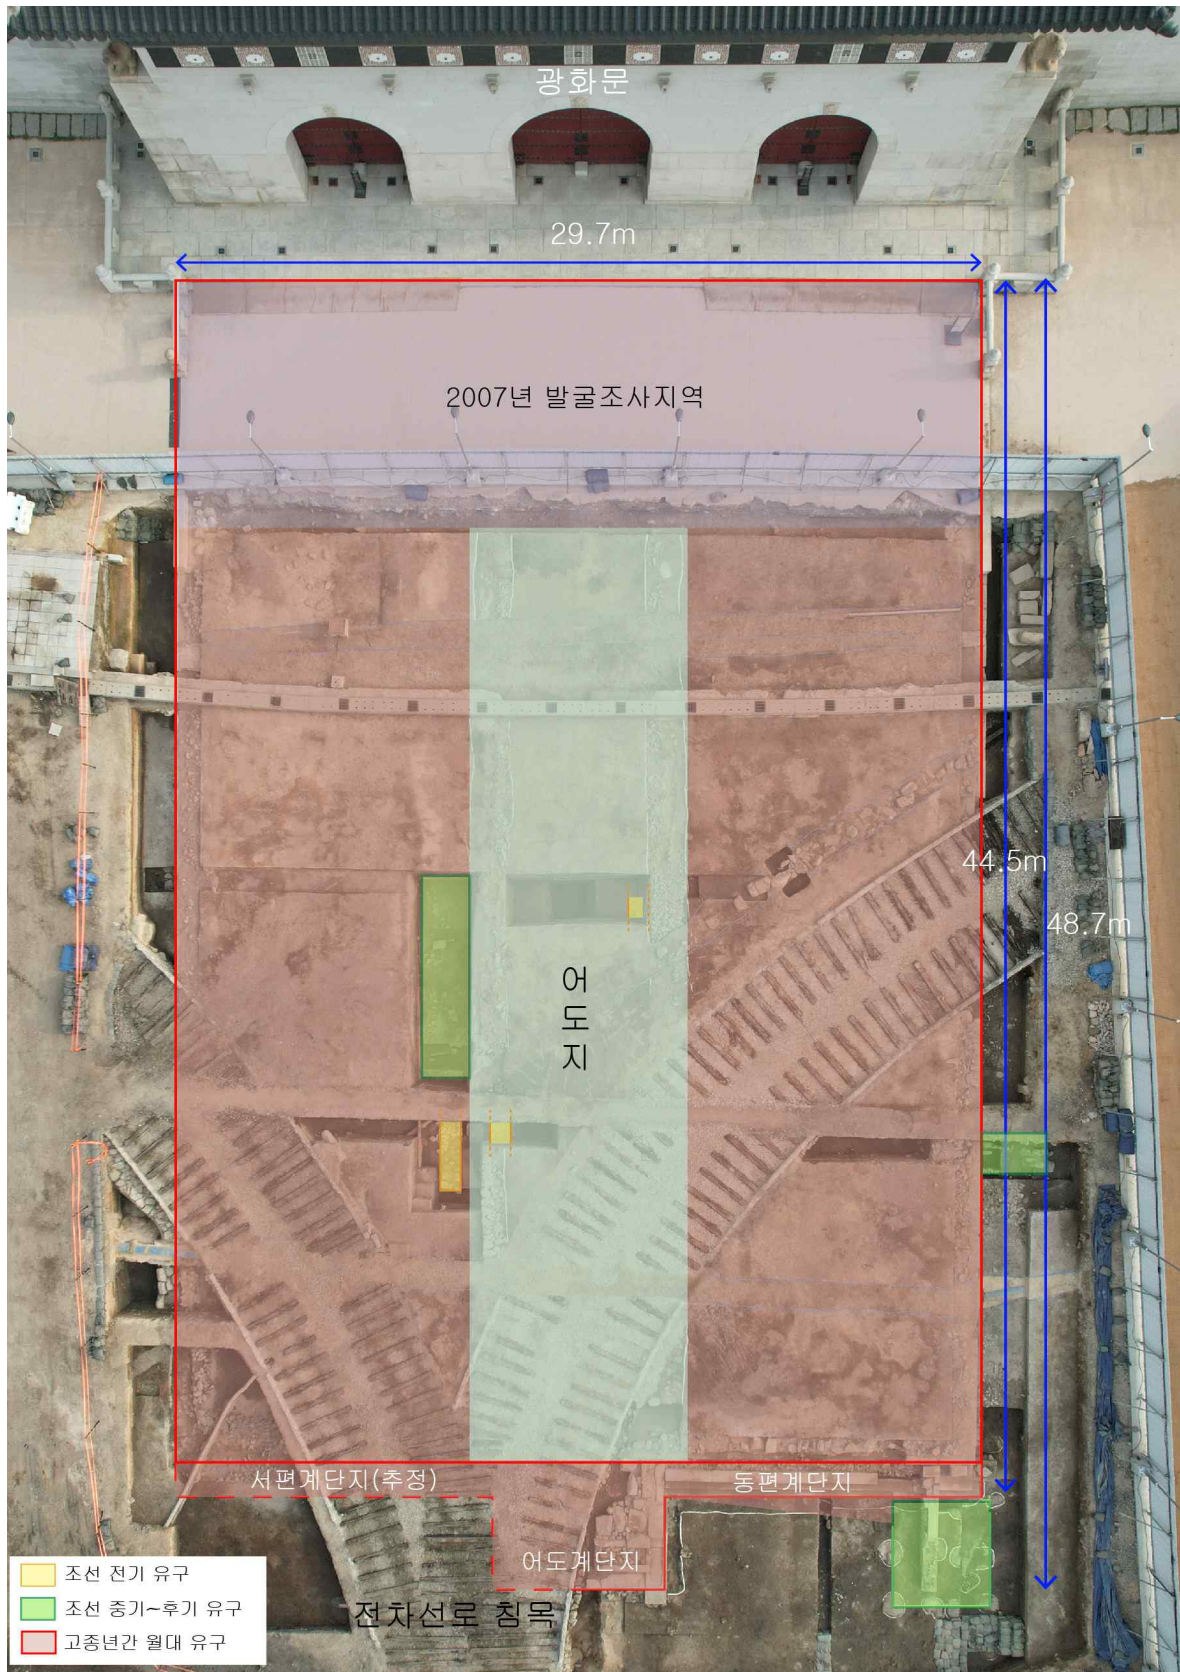 광화문
29.7m
2007년 발굴조사지역
44.5m
48.7m
어
도
지
서편계단지(추정)
동편계단지
어도계단지
전차선로 침목
조선 전기 유구
조선 중기~후기 유구
고종년간 월대 유구